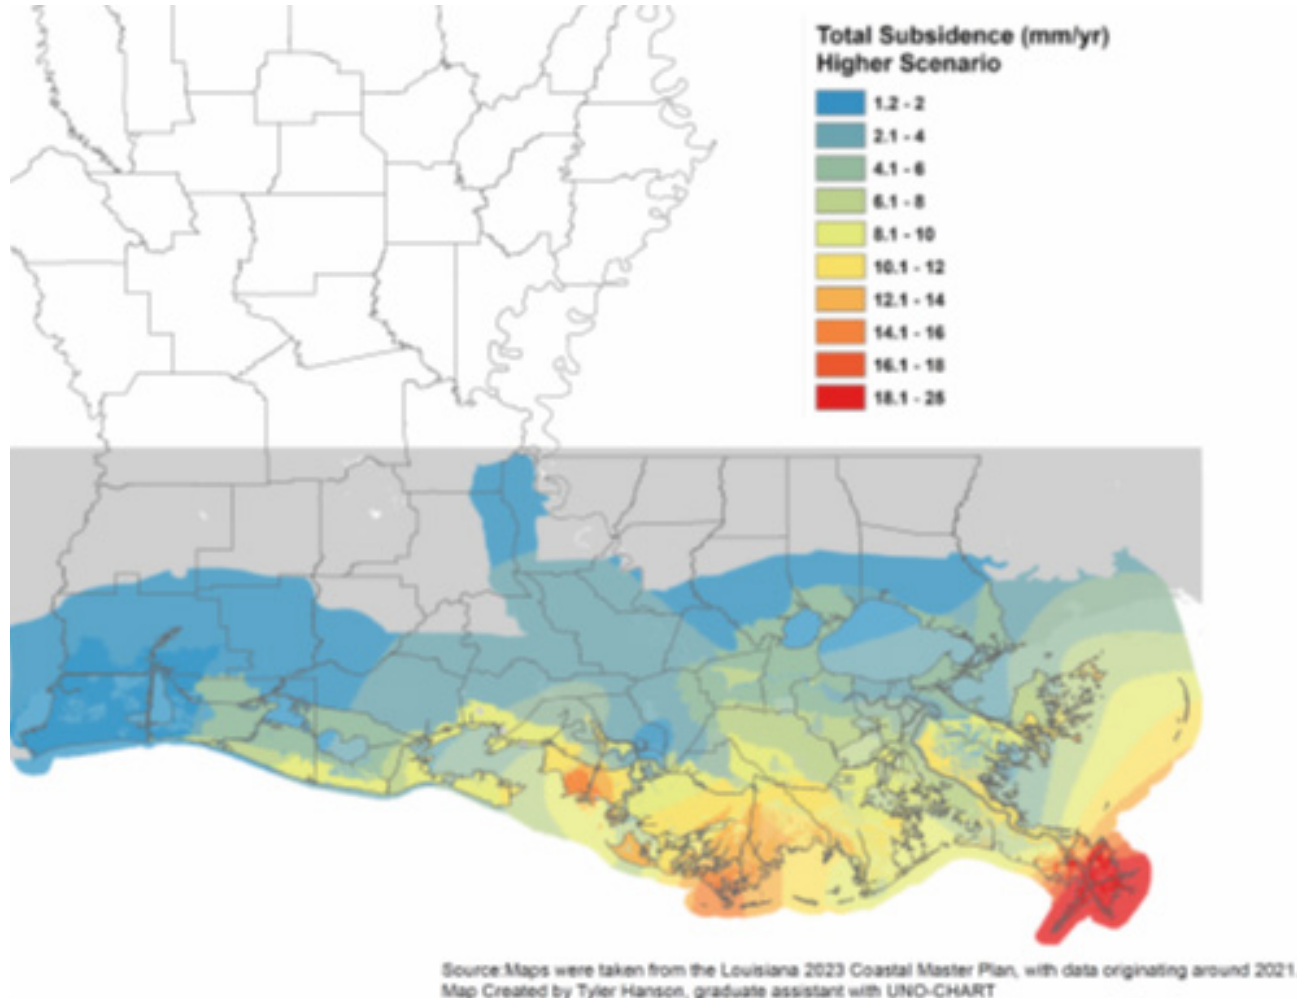 Total Subsidence (mm/yr)
Higher Scenario
1.2 - 2
2.1 - 4
4.1 - 6
6.1 - 8
8.1 - 10
10.1 - 12
12.1 - 14
14.1 - 16
16.1 - 18
18.1 - 25
Source:Maps were taken from the Louisiana 2023 Coastal Master Plan, with data originating around 2021.
Map Created by Tyler Hanson, graduate assistant with UNO-CHART